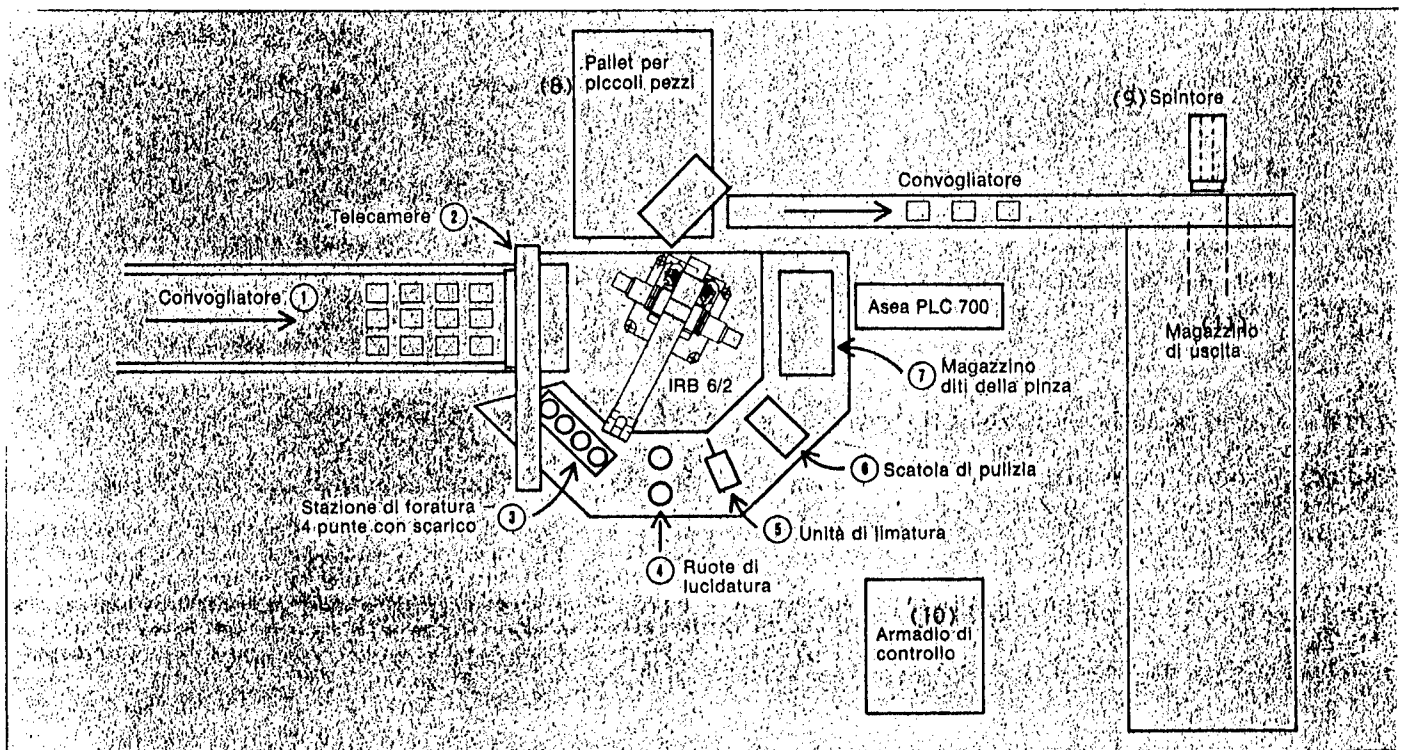 Pallet per
(8) piccoli pezzi
(9) Spintore
Convogliatore
Telecamere 2
Convogliatore 1
Asea PLC 700
(11)
Magazzino
di uscita
7 Magazzino
diti della pinza
IRB 6/2
6 Scatola di pulizia
Stazione di foratura
4 punte con scarico
3
5 Unità di limatura
4 Ruote di
lucidatura
(10)
Armadio di
controllo